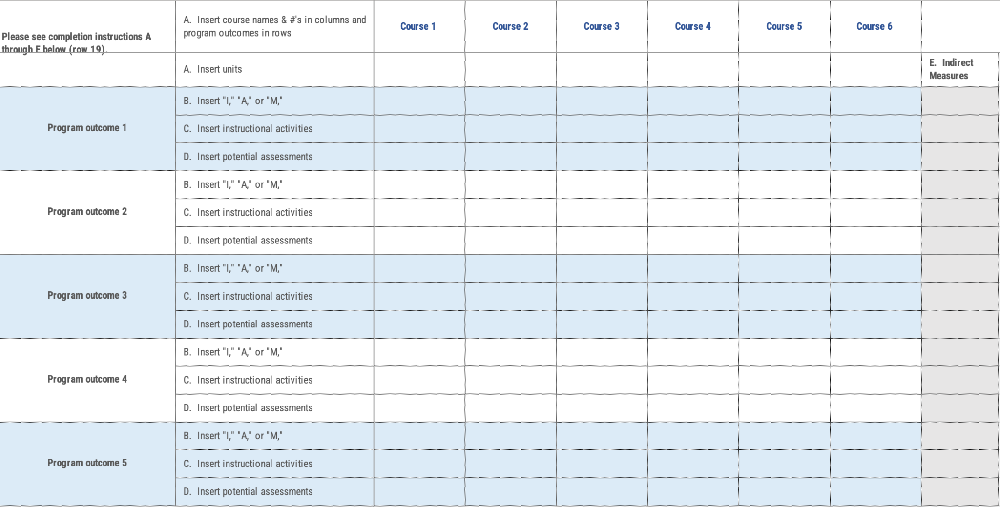 Please see completion instructions A
through E below (row 19).
A. Insert course names & #'s in columns and
program outcomes in rows
Course 1
Course 2
Course 3
Course 4
Course 5
Course 6
A. Insert units
E. Indirect
Measures
Program outcome 1
B. Insert "I," "A," or "M,"
C. Insert instructional activities
D. Insert potential assessments
Program outcome 2
B. Insert "I," "A," or "M,"
C. Insert instructional activities
D. Insert potential assessments
Program outcome 3
B. Insert "I," "A," or "M,"
C. Insert instructional activities
D. Insert potential assessments
Program outcome 4
B. Insert "I," "A," or "M,"
C. Insert instructional activities
D. Insert potential assessments
Program outcome 5
B. Insert "I," "A," or "M,"
C. Insert instructional activities
D. Insert potential assessments